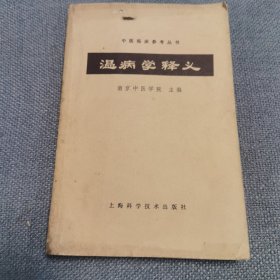 中医临床参考丛书
温病学释义
南京中医学院 主编
上海科学技术出版社